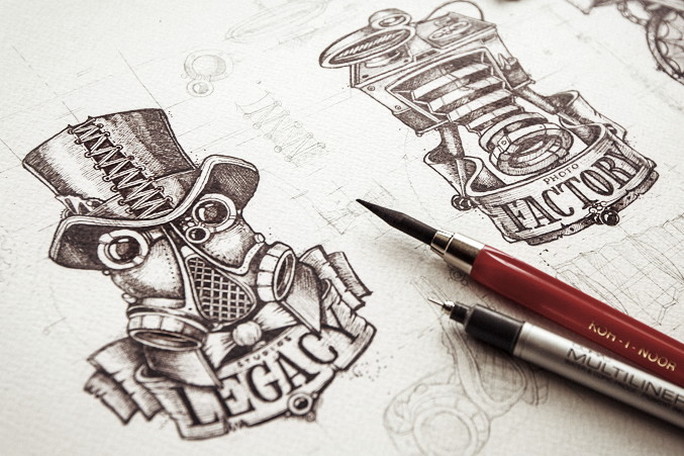 PHOTO
FACTORY
STUDIOS
LEGACY
KOH-I-NOOR
MULTILINER